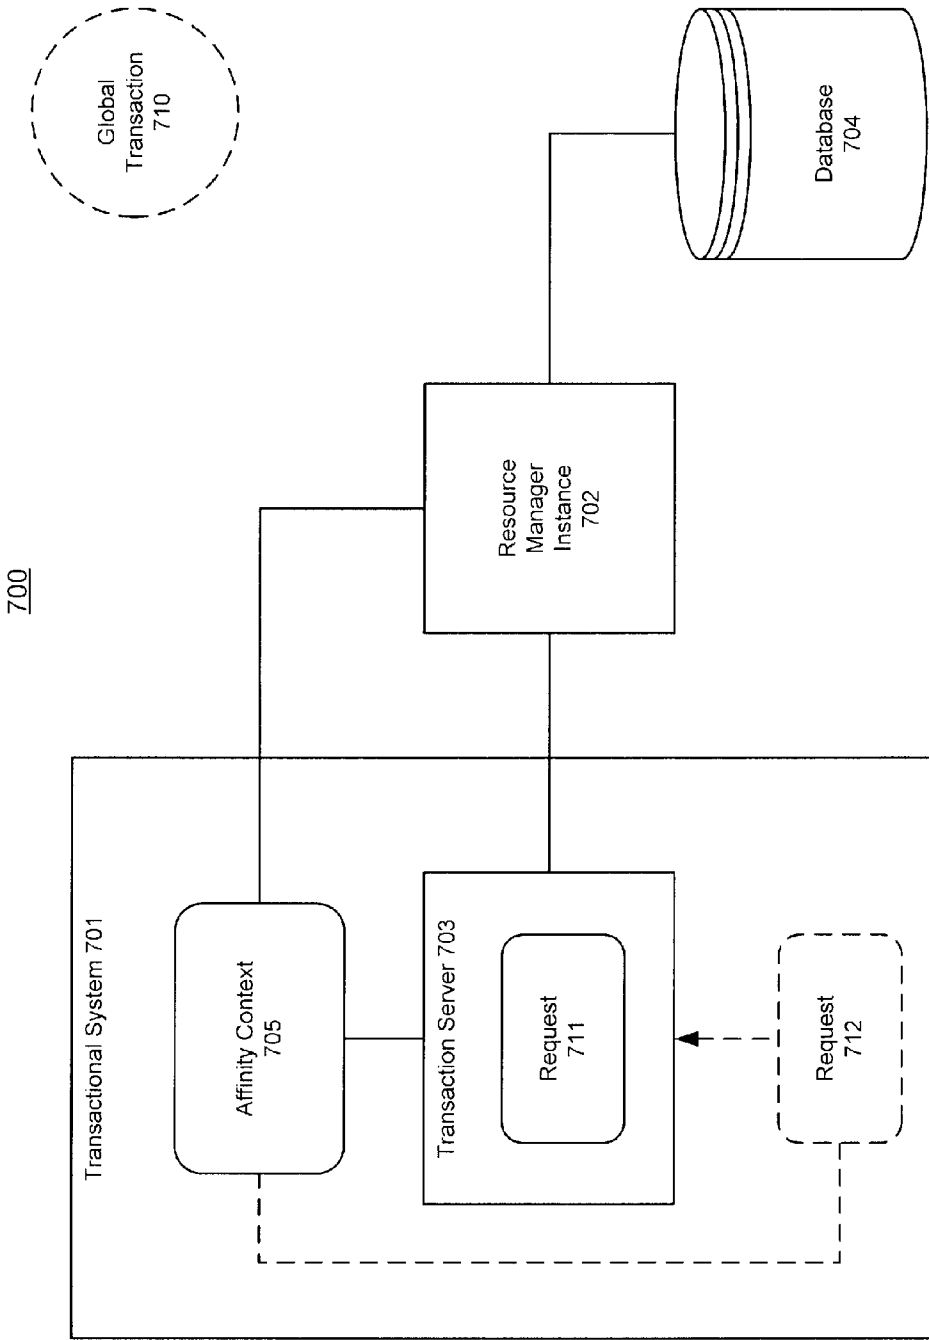 700
Transactional System 701
Affinity Context
705
Transaction Server 703
Request
711
Request
712
Resource
Manager
Instance
702
Global
Transaction
710
Database
704